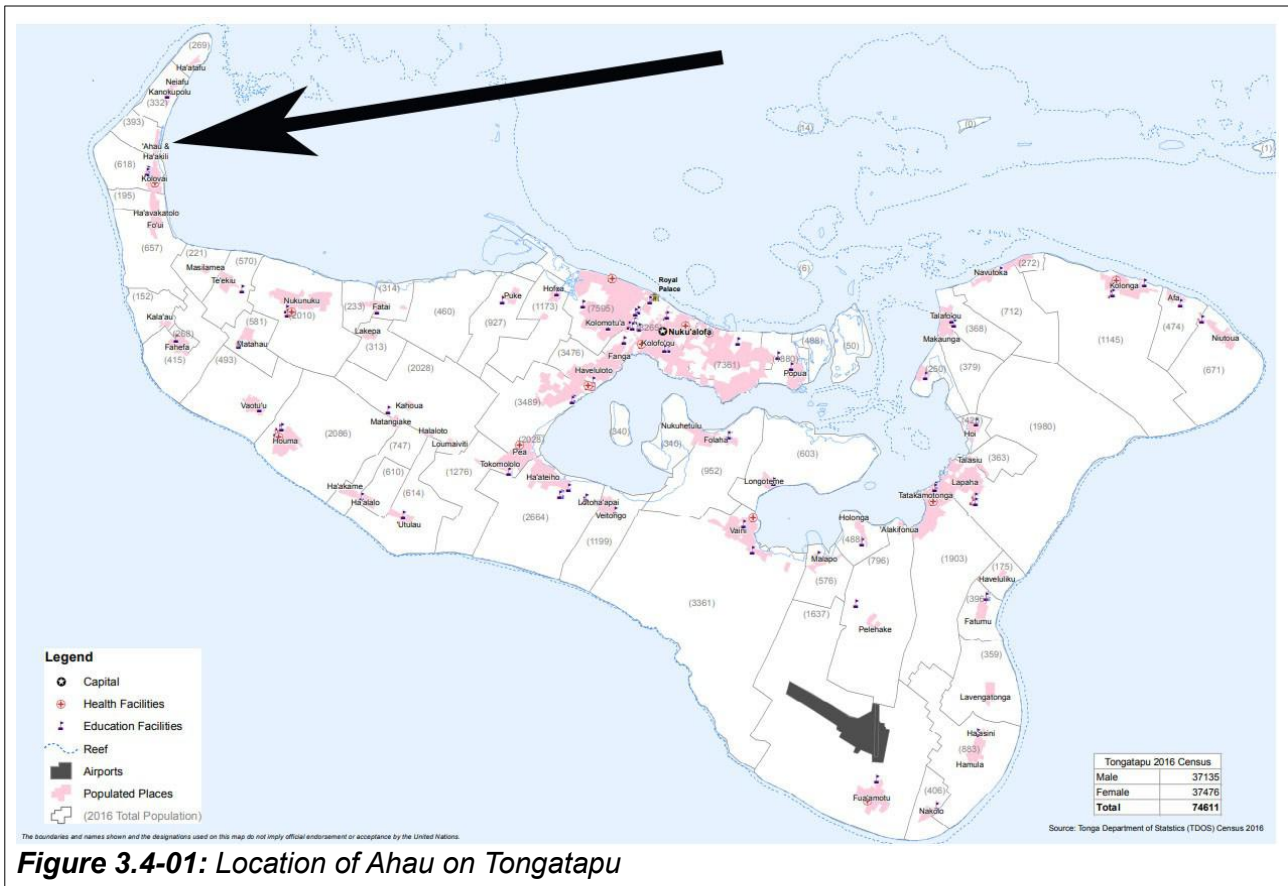 (269)
Ha'atafu
Neiafu
Kanokupolu
(332)
(393)
'Ahau &
Ha'akili
(618)
Kolovai
(195)
Ha'avakatolo
Fo'ui
(657)
(14)
(0)
(1)
(6)
(221)
(570)
Masilamea
Te'ekiu
(152)
Kala'au
(268)
Fahefa
(415)
(581)
(493)
Matahau
Nukunuku
(2010)
(314)
(233)
Fatai
Lakepa
(313)
(460)
(927)
Puke
Hofoa
(1173)
(7595)
Kolomotu'a
Royal
Palace
Nuku'alofa
Kolofo'ou
Fanga
(3476)
Haveluloto
(3489)
(7361)
(880)
Popua
(488)
(50)
(2028)
Vaotu'u
Houma
(2086)
Kahoua
Matangiake
(747)
Halaloto
Loumaiviti
(610)
(1276)
(614)
Ha'akame
Ha'alalo
'Utulau
(2028)
Pea
Tokomololo
Ha'ateiho
(2664)
Lotoha'apai
Veitongo
(1199)
(340)
(346)
Nukuhetulu
Folaha
(952)
(603)
Longoteme
Vaini
(3361)
Malapo
(576)
(1637)
Holonga
(488)
(796)
'Alakifonua
Pelehake
Navutoka
(272)
(712)
Talafo'ou
(368)
Makaunga
(250)
(379)
Kolonga
Afa
(474)
(1145)
Niutoua
(671)
(1980)
Hoi
(363)
Talasiu
Lapaha
Tatakamotonga
(1903)
(175)
Haveluliku
Fatumu
(359)
Lavengatonga
Ha'asini
(883)
Hamula
(406)
Nakolo
Fua'amotu
Legend
Capital
Health Facilities
Education Facilities
Reef
Airports
Populated Places
(2016 Total Population)
Tongatapu 2016 Census
Male 37135
Female 37476
Total 74611
Source: Tonga Department of Statstics (TDOS) Census 2016
The boundaries and names shown and the designations used on this map do not imply official endorsement or acceptance by the United Nations.
Figure 3.4-01: Location of Ahau on Tongatapu